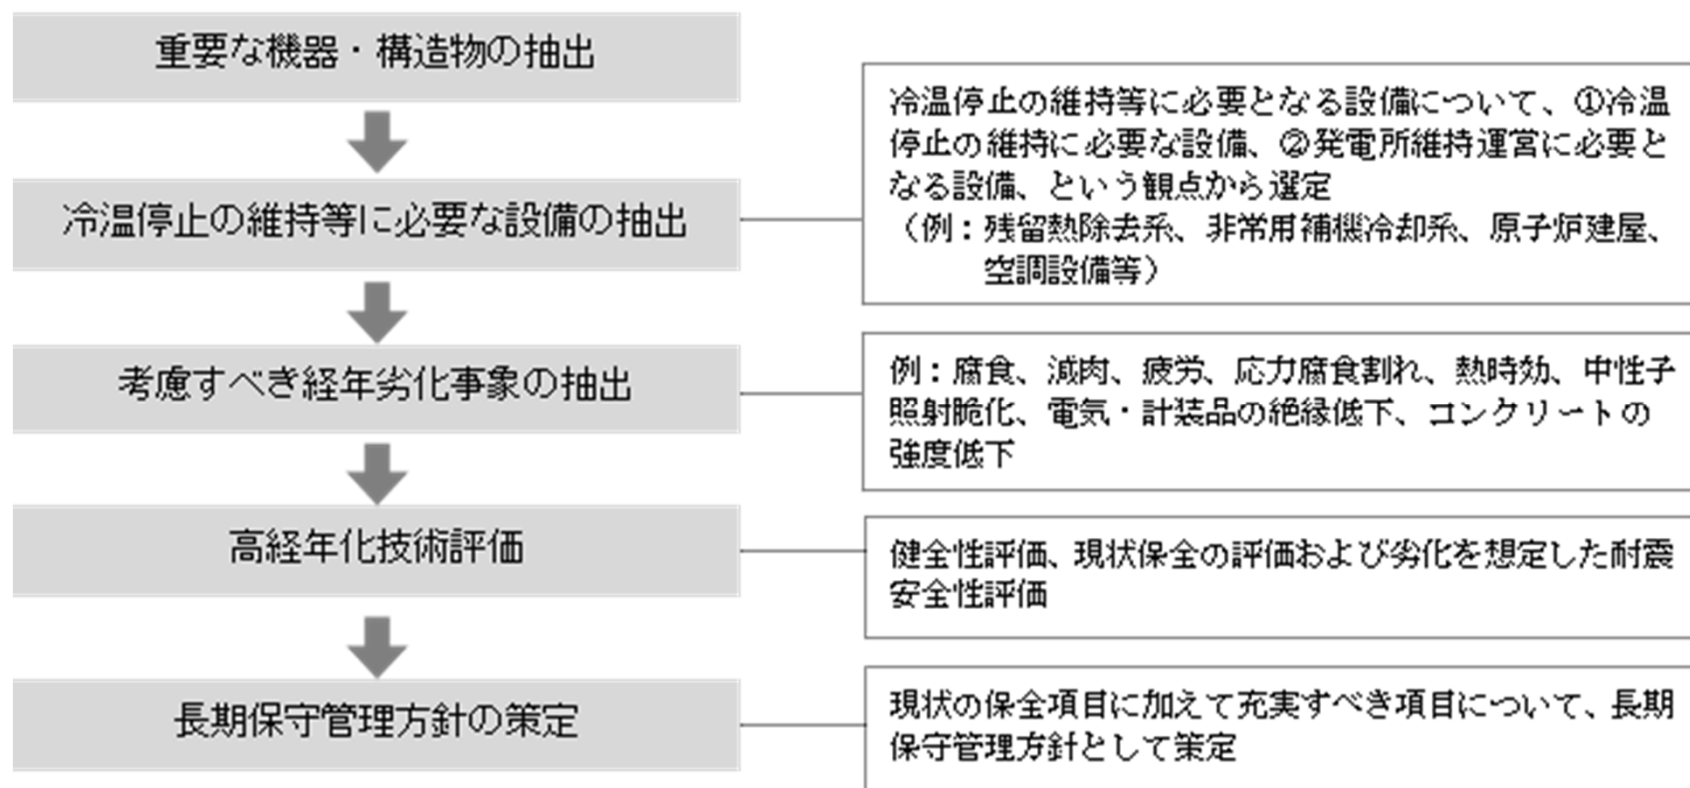 重要な機器・構造物の抽出
冷温停止の維持等に必要な設備の抽出
冷温停止の維持等に必要となる設備について、①冷温
停止の維持に必要な設備、②発電所維持運営に必要と
なる設備、という観点から選定
（例：残留熱除去系、非常用補機冷却系、原子炉建屋、
空調設備等）
考慮すべき経年劣化事象の抽出
例：腐食、減肉、疲労、応力腐食割れ、熱時効、中性子
照射脆化、電気・計装品の絶縁低下、コンクリートの
強度低下
高経年化技術評価
健全性評価、現状保全の評価および劣化を想定した耐震
安全性評価
長期保守管理方針の策定
現状の保全項目に加えて充実すべき項目について、長期
保守管理方針として策定